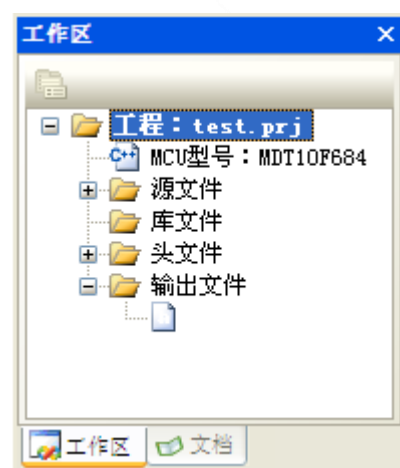 工作区
工程：test.prj
MCU型号：MDT10F684
源文件
库文件
头文件
输出文件
工作区 文档